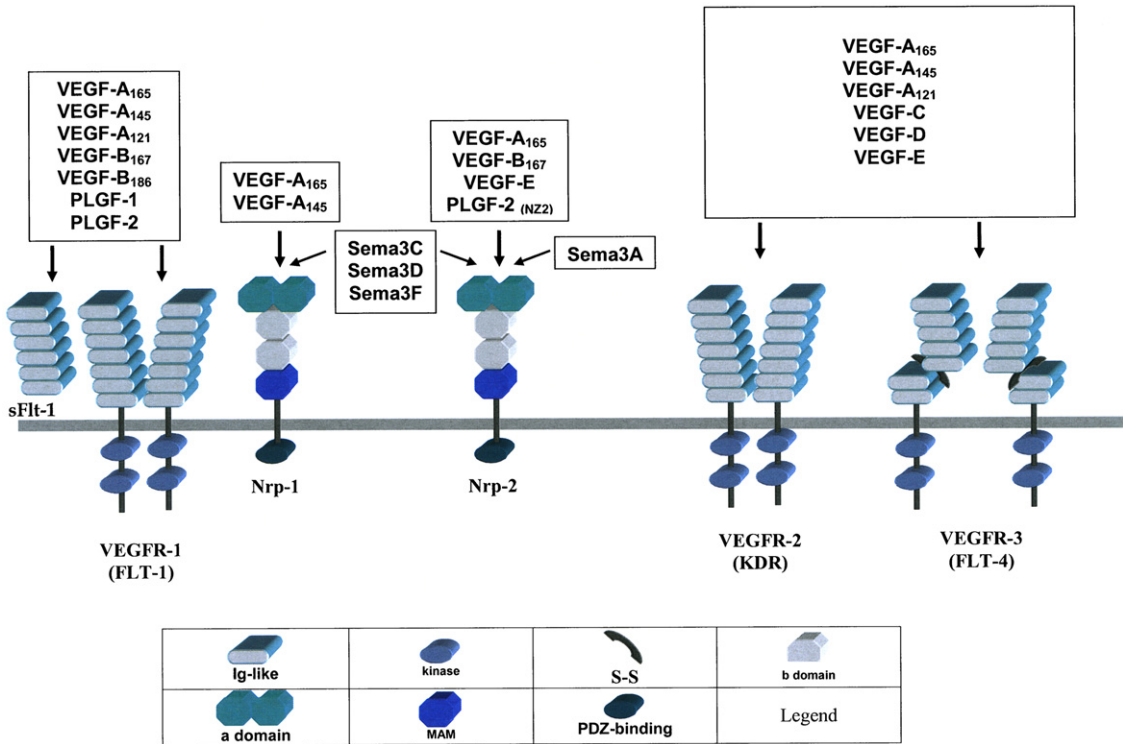 VEGF-A165
VEGF-A145
VEGF-A121
VEGF-B167
VEGF-B186
PLGF-1
PLGF-2
VEGF-A165
VEGF-A145
VEGF-A165
VEGF-B167
VEGF-E
PLGF-2 (NZ2)
Sema3C
Sema3D
Sema3F
Sema3A
VEGF-A165
VEGF-A145
VEGF-A121
VEGF-C
VEGF-D
VEGF-E
sFlt-1
VEGFR-1
(FLT-1)
Nrp-1
Nrp-2
VEGFR-2
(KDR)
VEGFR-3
(FLT-4)
Ig-like
kinase
S-S
b domain
a domain
MAM
PDZ-binding
Legend